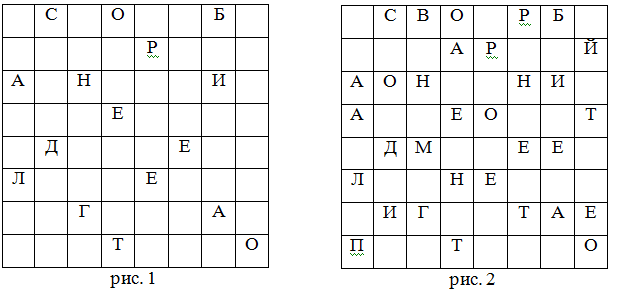 С О Б
Р
А Н И
Е
Д Е
Л Е
Г А
Т О
рис. 1
С В О Р Б
А Р Й
А О Н Н И
А Е О Т
Д М Е Е
Л Н Е
И Г Т А Е
П Т О
рис. 2